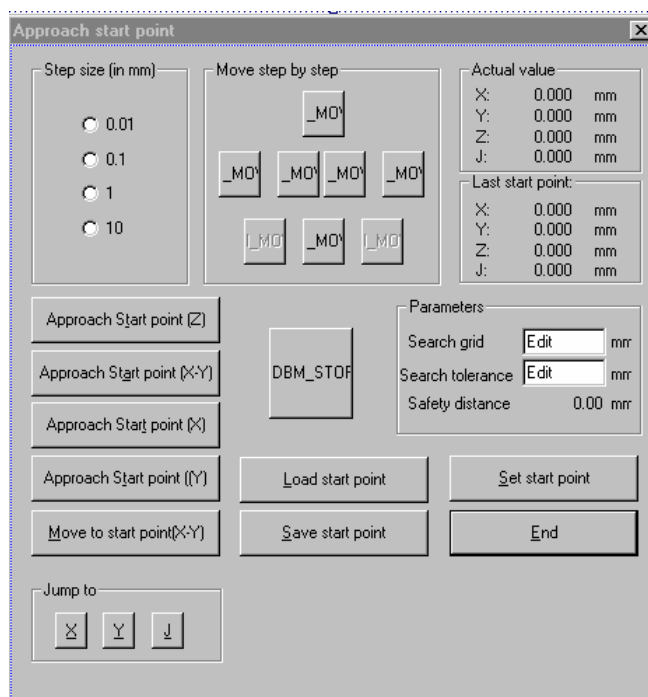 Approach start point
Step size (in mm)
0.01
0.1
1
10
Move step by step
_MO
_MO
_MO
_MO
_MO
I_MO
_MO
I_MO
Actual value
X: 0.000 mm
Y: 0.000 mm
Z: 0.000 mm
J: 0.000 mm
Last start point:
X: 0.000 mm
Y: 0.000 mm
Z: 0.000 mm
J: 0.000 mm
Approach Start point (Z)
Approach Start point (X-Y)
Approach Start point (X)
Approach Start point ((Y)
Move to start point(X-Y)
DBM_STOP
Parameters
Search grid Edit mm
Search tolerance Edit mm
Safety distance 0.00 mm
Load start point
Set start point
Save start point
End
Jump to
X Y J